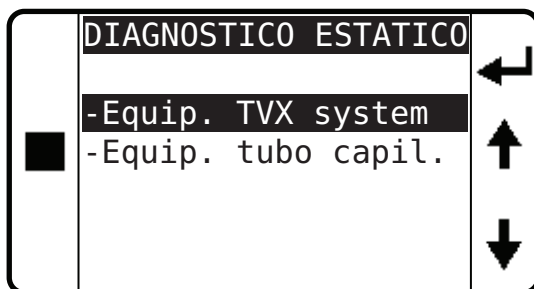 DIAGNOSTICO ESTATICO
-Equip. TVX system
-Equip. tubo capil.